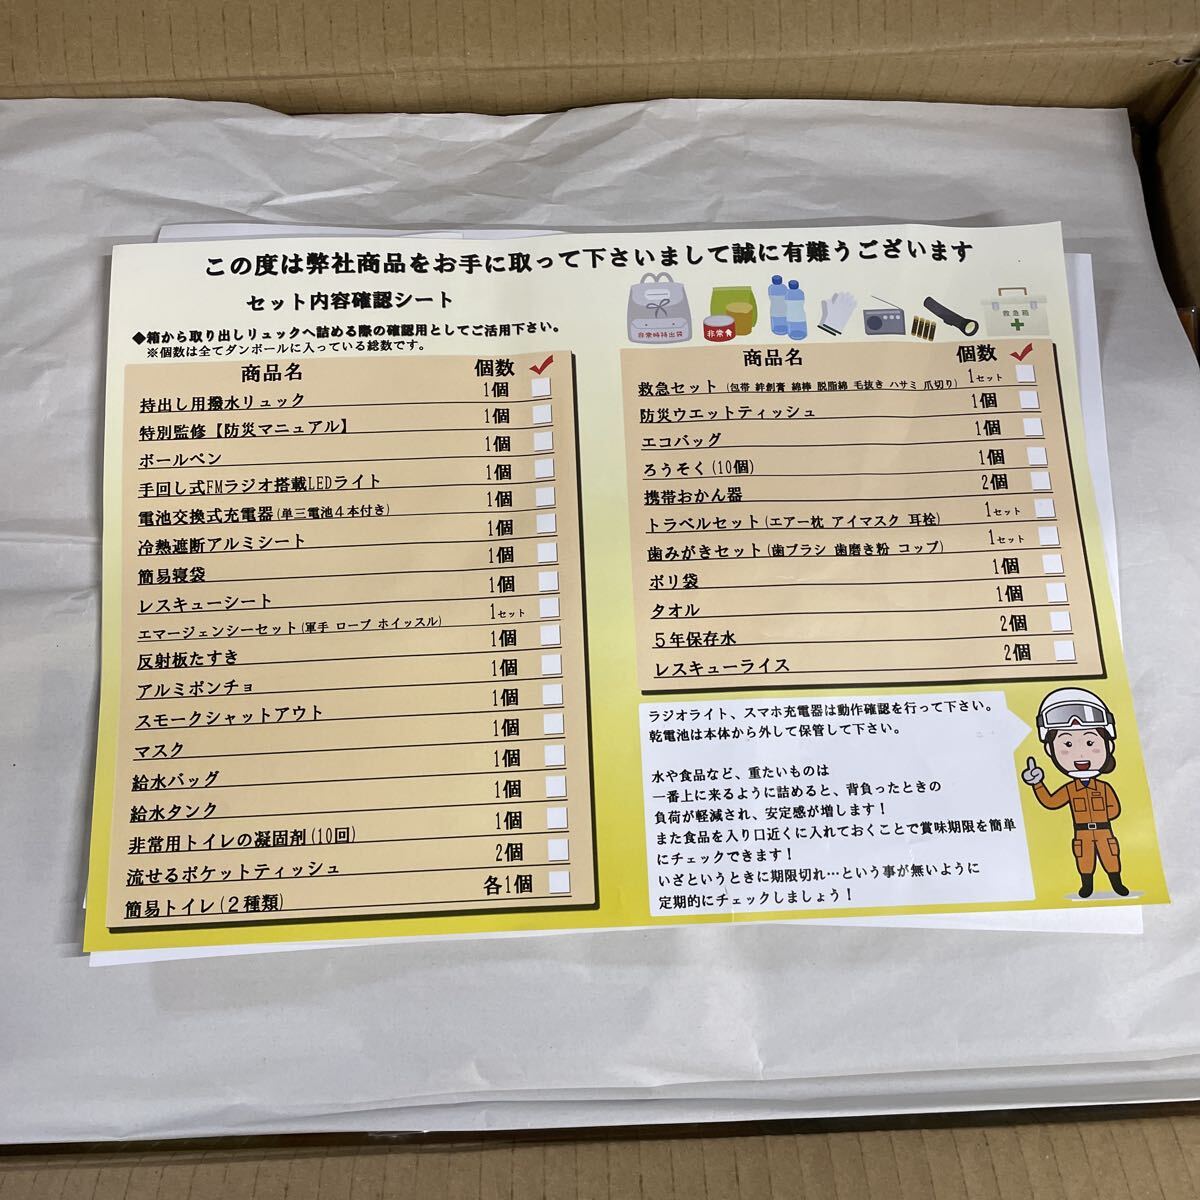 この度は弊社商品をお手に取って下さいまして誠に有難うございます
セット内容確認シート
◆箱から取り出しリュックへ詰める際の確認用としてご活用下さい。
※個数は全てダンボールに入っている総数です。
商品名 個数
持出し用撥水リュック 1個
特別監修【防災マニュアル】 1個
ボールペン 1個
手回し式FMラジオ搭載LEDライト 1個
電池交換式充電器(単三電池４本付き) 1個
冷熱遮断アルミシート 1個
簡易寝袋 1個
レスキューシート 1個
エマージェンシーセット(軍手 ロープ ホイッスル) 1セット
反射板たすき 1個
アルミポンチョ 1個
スモークシャットアウト 1個
マスク 1個
給水バッグ 1個
給水タンク 1個
非常用トイレの凝固剤(10回) 1個
流せるポケットティッシュ 2個
簡易トイレ(２種類) 各1個
非常時持出袋
非常食
救急箱
商品名 個数
救急セット (包帯 絆創膏 綿棒 脱脂綿 毛抜き ハサミ 爪切り) 1セット
防災ウエットティッシュ 1個
エコバッグ 1個
ろうそく(10個) 1個
携帯おかん器 2個
トラベルセット(エアー枕 アイマスク 耳栓) 1セット
歯みがきセット(歯ブラシ 歯磨き粉 コップ) 1セット
ポリ袋 1個
タオル 1個
５年保存水 2個
レスキューライス 2個
ラジオライト、スマホ充電器は動作確認を行って下さい。
乾電池は本体から外して保管して下さい。
水や食品など、重たいものは
一番上に来るように詰めると、背負ったときの
負荷が軽減され、安定感が増します！
また食品を入り口近くに入れておくことで賞味期限を簡単
にチェックできます！
いざというときに期限切れ…という事が無いように
定期的にチェックしましょう！